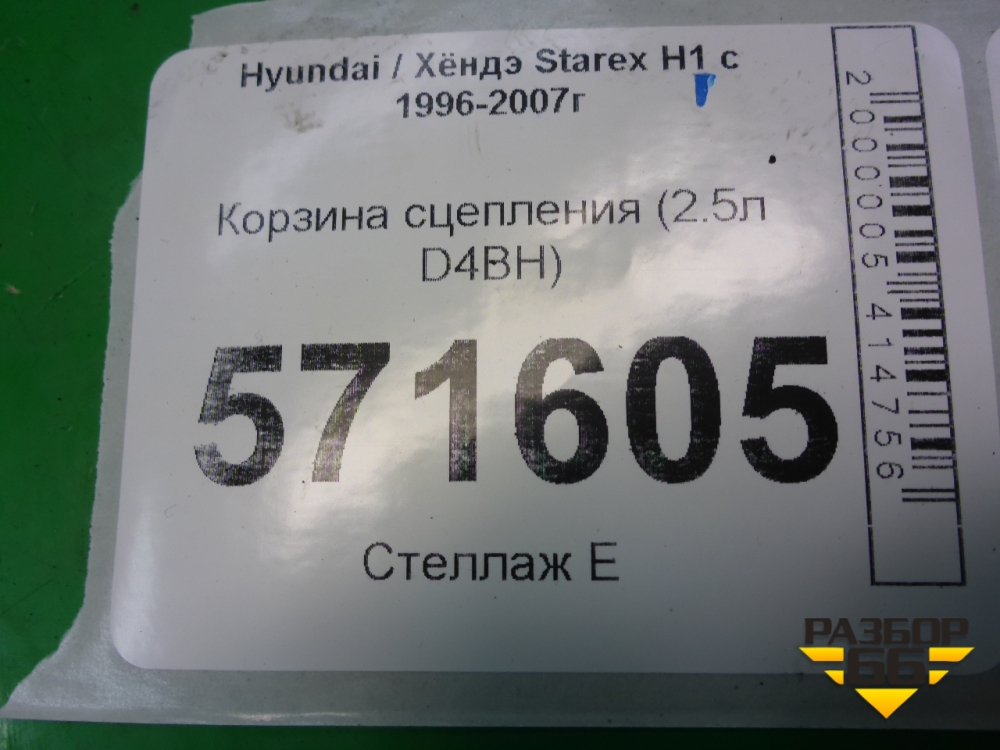 Hyundai / Хёндэ Starex H1 с
1996-2007г
Корзина сцепления (2.5л
D4BH)
571605
Стеллаж Е
2000005414756
РАЗБОР
66